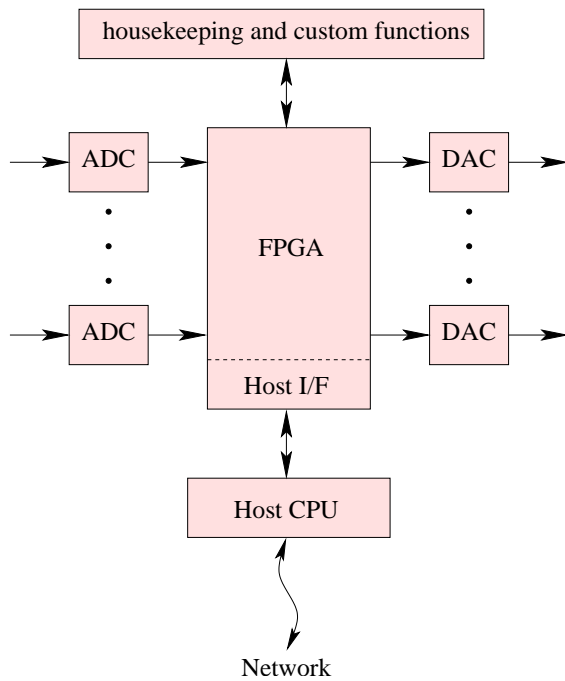 housekeeping and custom functions
ADC
DAC
FPGA
ADC
DAC
Host I/F
Host CPU
Network